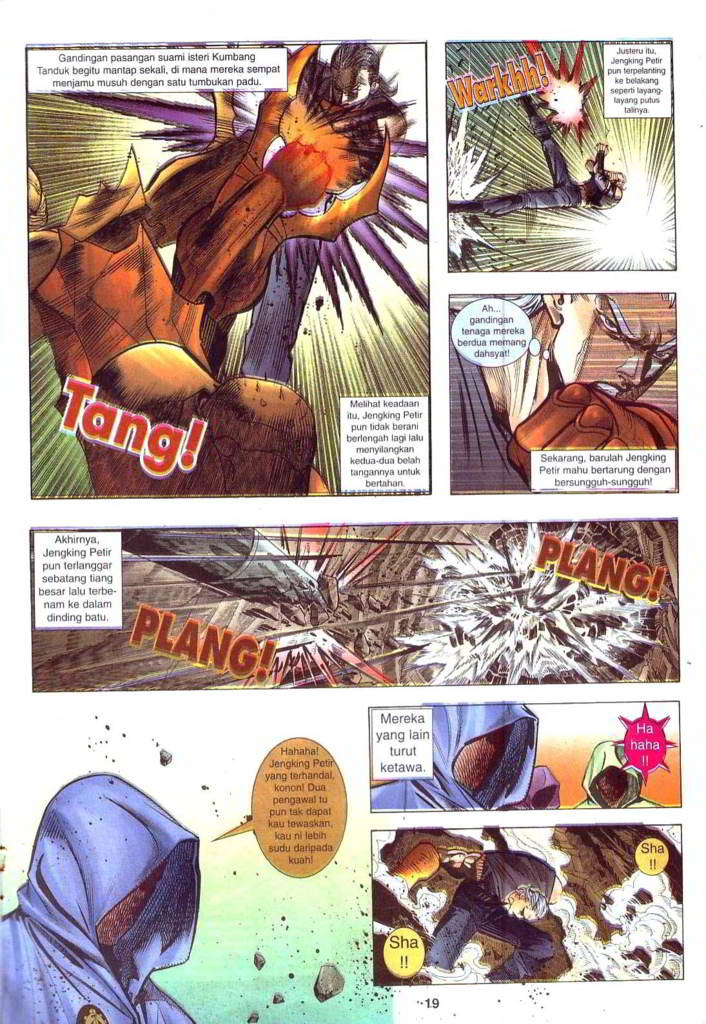 Gandingan pasangan suami isteri Kumbang
Tanduk begitu mantap sekali, di mana mereka sempat
menjamu musuh dengan satu tumbukan padu.
Tang!
Melihat keadaan
itu, Jengking Petir
pun tidak berani
berlengah lagi lalu
menyilangkan
kedua-dua belah
tangannya untuk
bertahan.
Justeru itu,
Jengking Petir
pun terpelanting
ke belakang
seperti layang-
layang putus
talinya.
Warkhh!
Ah...
gandingan
tenaga mereka
berdua memang
dahsyat!
Sekarang, barulah Jengking
Petir mahu bertarung dengan
bersungguh-sungguh!
Akhirnya,
Jengking Petir
pun terlanggar
sebatang tiang
besar lalu terbe-
nam ke dalam
dinding batu.
PLANG!
PLANG!
Hahaha!
Jengking Petir
yang terhandal,
konon! Dua
pengawal tu
pun tak dapat
kau tewaskan,
kau ni lebih
sudu daripada
kuah!
Mereka
yang lain
turut
ketawa.
Ha
haha
!!
Sha
!!
Sha
!!
19